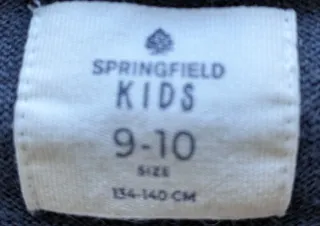 SPRINGFIELD
KIDS
9-10
SIZE
134-140 CM